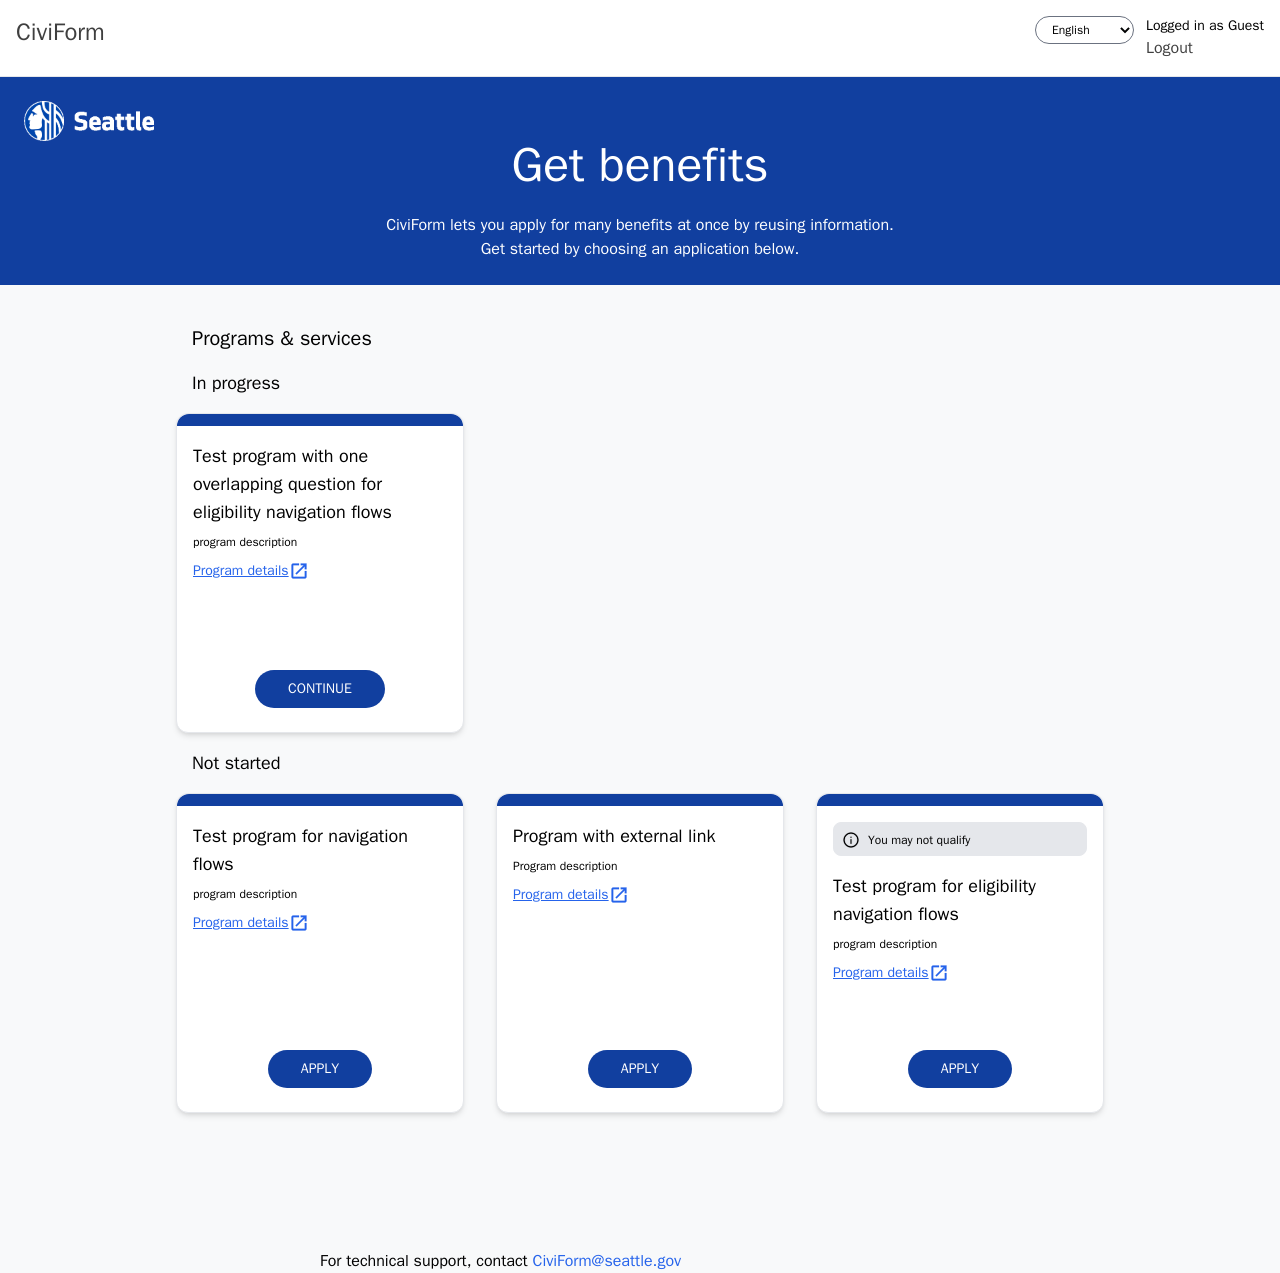 CiviForm
English
Logged in as Guest
Logout
Seattle
Get benefits
CiviForm lets you apply for many benefits at once by reusing information.
Get started by choosing an application below.
Programs & services
In progress
Test program with one
overlapping question for
eligibility navigation flows
program description
Program details
CONTINUE
Not started
Test program for navigation
flows
program description
Program details
APPLY
Program with external link
Program description
Program details
APPLY
You may not qualify
Test program for eligibility
navigation flows
program description
Program details
APPLY
For technical support, contact CiviForm@seattle.gov